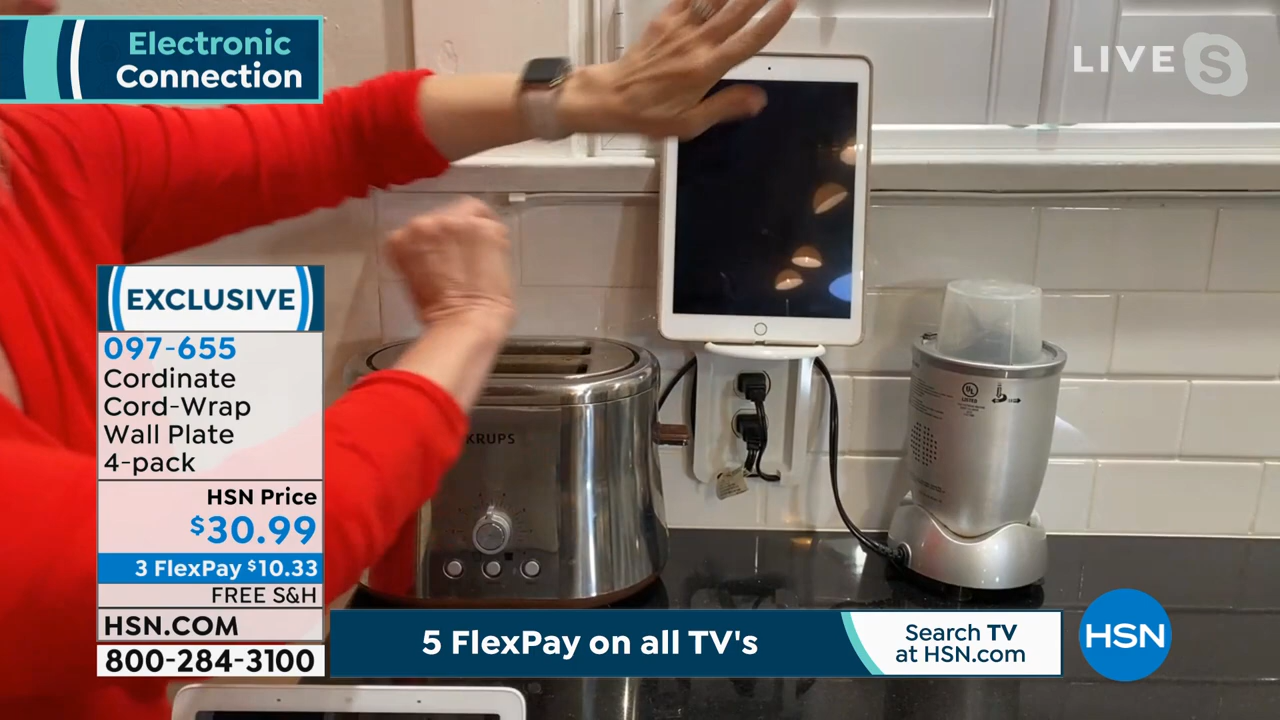 Electronic
Connection
LIVE S
EXCLUSIVE
097-655
Cordinate
Cord-Wrap
Wall Plate
4-pack
HSN Price
$30.99
3 FlexPay $10.33
FREE S&H
HSN.COM
800-284-3100
KRUPS
UL
LISTED
5 FlexPay on all TV's
Search TV
at HSN.com
HSN